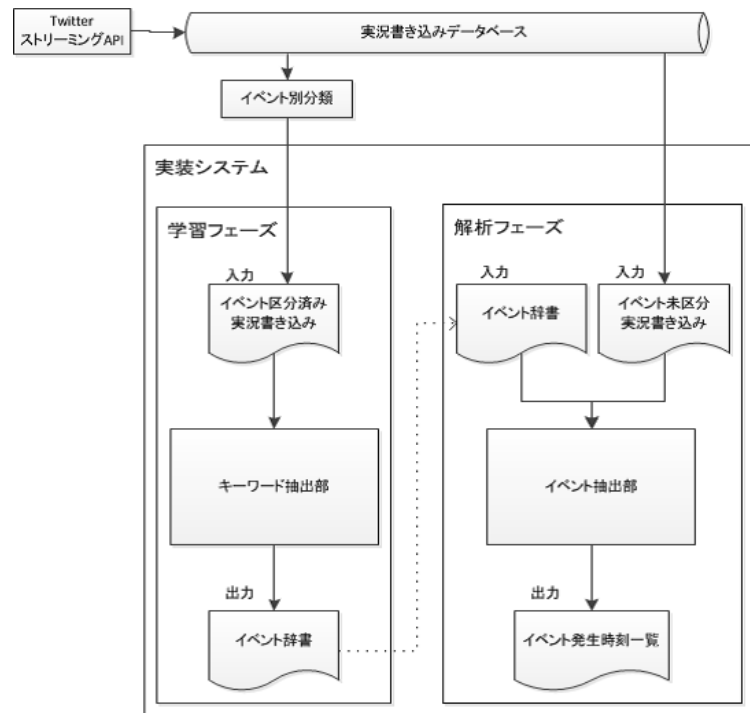 Twitter
ストリーミングAPI
実況書き込みデータベース
イベント別分類
実装システム
学習フェーズ
入力
イベント区分済み
実況書き込み
キーワード抽出部
出力
イベント辞書
解析フェーズ
入力
イベント辞書
入力
イベント未区分
実況書き込み
イベント抽出部
出力
イベント発生時刻一覧